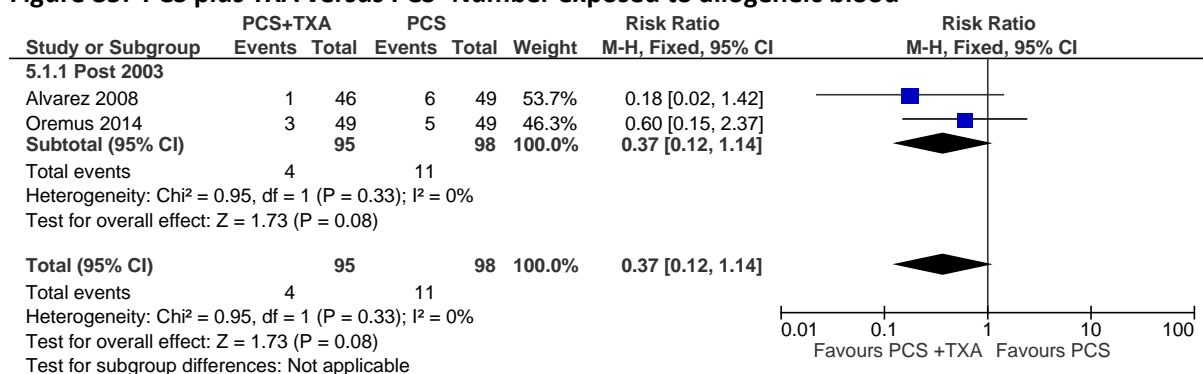 Figure 85: PCS plus TXA versus PCS- Number exposed to allogeneic blood
PCS+TXA PCS Risk Ratio Risk Ratio
Study or Subgroup Events Total Events Total Weight M-H, Fixed, 95% CI M-H, Fixed, 95% CI
5.1.1 Post 2003
Alvarez 2008 1 46 6 49 53.7% 0.18 [0.02, 1.42]
Oremus 2014 3 49 5 49 46.3% 0.60 [0.15, 2.37]
Subtotal (95% CI) 95 98 100.0% 0.37 [0.12, 1.14]
Total events 4 11
Heterogeneity: Chi² = 0.95, df = 1 (P = 0.33); I² = 0%
Test for overall effect: Z = 1.73 (P = 0.08)
Total (95% CI) 95 98 100.0% 0.37 [0.12, 1.14]
Total events 4 11
Heterogeneity: Chi² = 0.95, df = 1 (P = 0.33); I² = 0%
Test for overall effect: Z = 1.73 (P = 0.08)
Test for subgroup differences: Not applicable
0.01 0.1 1 10 100
Favours PCS +TXA Favours PCS